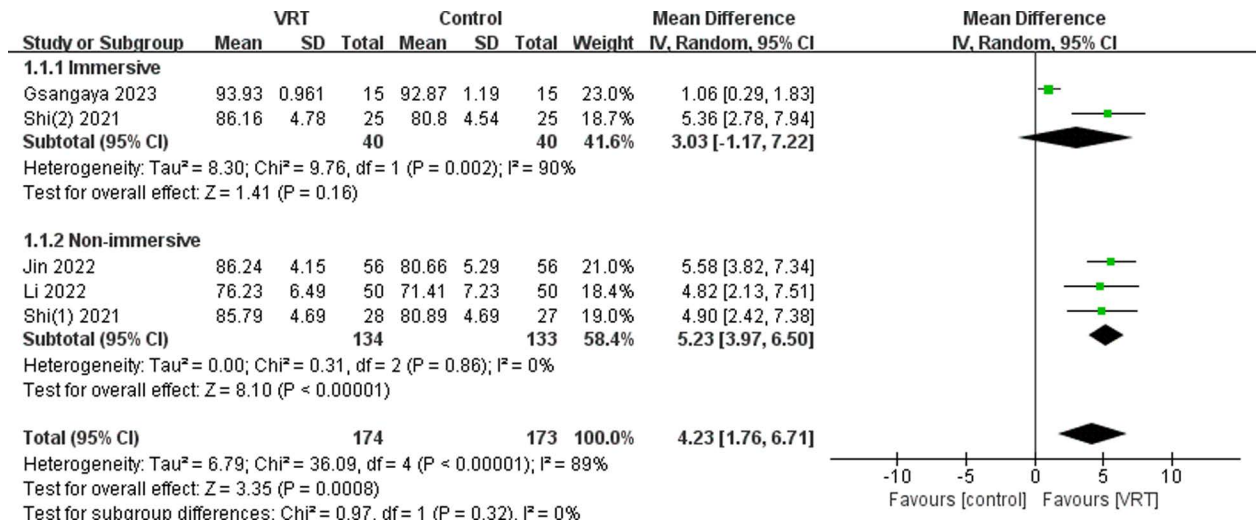 VRT Control Mean Difference Mean Difference
Study or Subgroup Mean SD Total Mean SD Total Weight IV, Random, 95% CI IV, Random, 95% CI
1.1.1 Immersive
Gsangaya 2023 93.93 0.961 15 92.87 1.19 15 23.0% 1.06 [0.29, 1.83]
Shi(2) 2021 86.16 4.78 25 80.8 4.54 25 18.7% 5.36 [2.78, 7.94]
Subtotal (95% CI) 40 40 41.6% 3.03 [-1.17, 7.22]
Heterogeneity: Tau² = 8.30; Chi² = 9.76, df = 1 (P = 0.002); I² = 90%
Test for overall effect: Z = 1.41 (P = 0.16)
1.1.2 Non-immersive
Jin 2022 86.24 4.15 56 80.66 5.29 56 21.0% 5.58 [3.82, 7.34]
Li 2022 76.23 6.49 50 71.41 7.23 50 18.4% 4.82 [2.13, 7.51]
Shi(1) 2021 85.79 4.69 28 80.89 4.69 27 19.0% 4.90 [2.42, 7.38]
Subtotal (95% CI) 134 133 58.4% 5.23 [3.97, 6.50]
Heterogeneity: Tau² = 0.00; Chi² = 0.31, df = 2 (P = 0.86); I² = 0%
Test for overall effect: Z = 8.10 (P < 0.00001)
Total (95% CI) 174 173 100.0% 4.23 [1.76, 6.71]
Heterogeneity: Tau² = 6.79; Chi² = 36.09, df = 4 (P < 0.00001); I² = 89%
Test for overall effect: Z = 3.35 (P = 0.0008)
Test for subgroup differences: Chi² = 0.97, df = 1 (P = 0.32), I² = 0%
-10 -5 0 5 10
Favours [control] Favours [VRT]